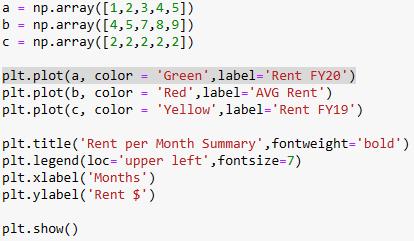 a = np.array([1,2,3,4,5])
b = np.array([4,5,7,8,9])
c = np.array([2,2,2,2,2])
plt.plot(a, color = 'Green',label='Rent FY20')
plt.plot(b, color = 'Red',label='AVG Rent')
plt.plot(c, color = 'Yellow',label='Rent FY19')
plt.title('Rent per Month Summary',fontweight='bold')
plt.legend(loc='upper left',fontsize=7)
plt.xlabel('Months')
plt.ylabel('Rent $')
plt.show()